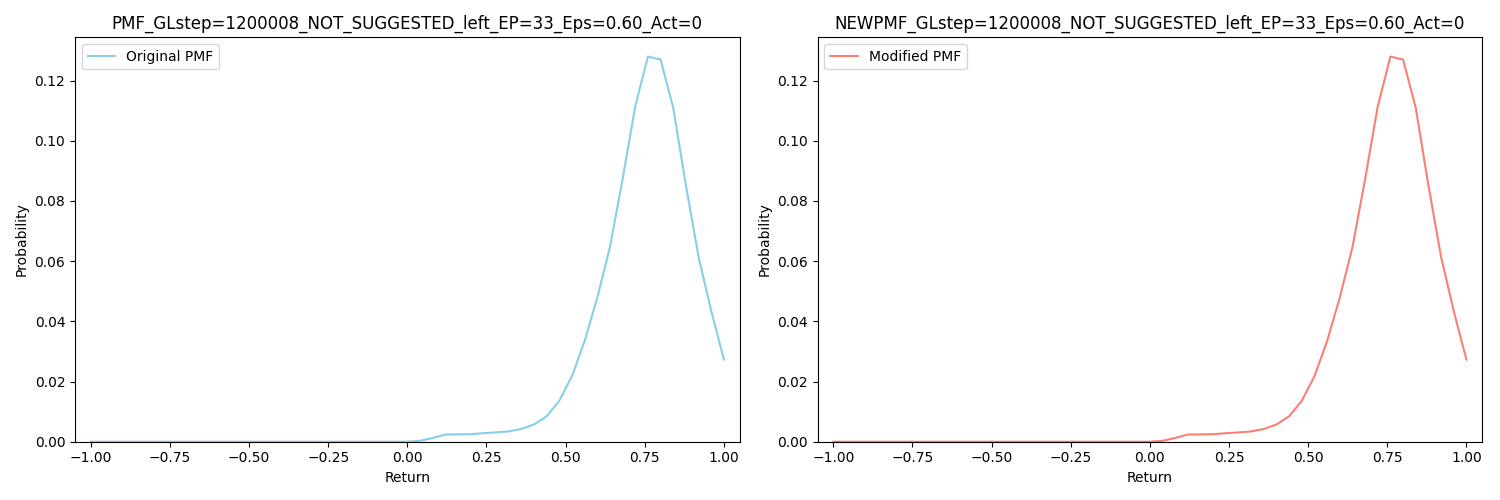 PMF_GLstep=1200008_NOT_SUGGESTED_left_EP=33_Eps=0.60_Act=0
Original PMF
Probability
0.12
0.10
0.08
0.06
0.04
0.02
0.00
−1.00 −0.75 −0.50 −0.25 0.00 0.25 0.50 0.75 1.00
Return
NEWPMF_GLstep=1200008_NOT_SUGGESTED_left_EP=33_Eps=0.60_Act=0
Modified PMF
Probability
0.12
0.10
0.08
0.06
0.04
0.02
0.00
−1.00 −0.75 −0.50 −0.25 0.00 0.25 0.50 0.75 1.00
Return